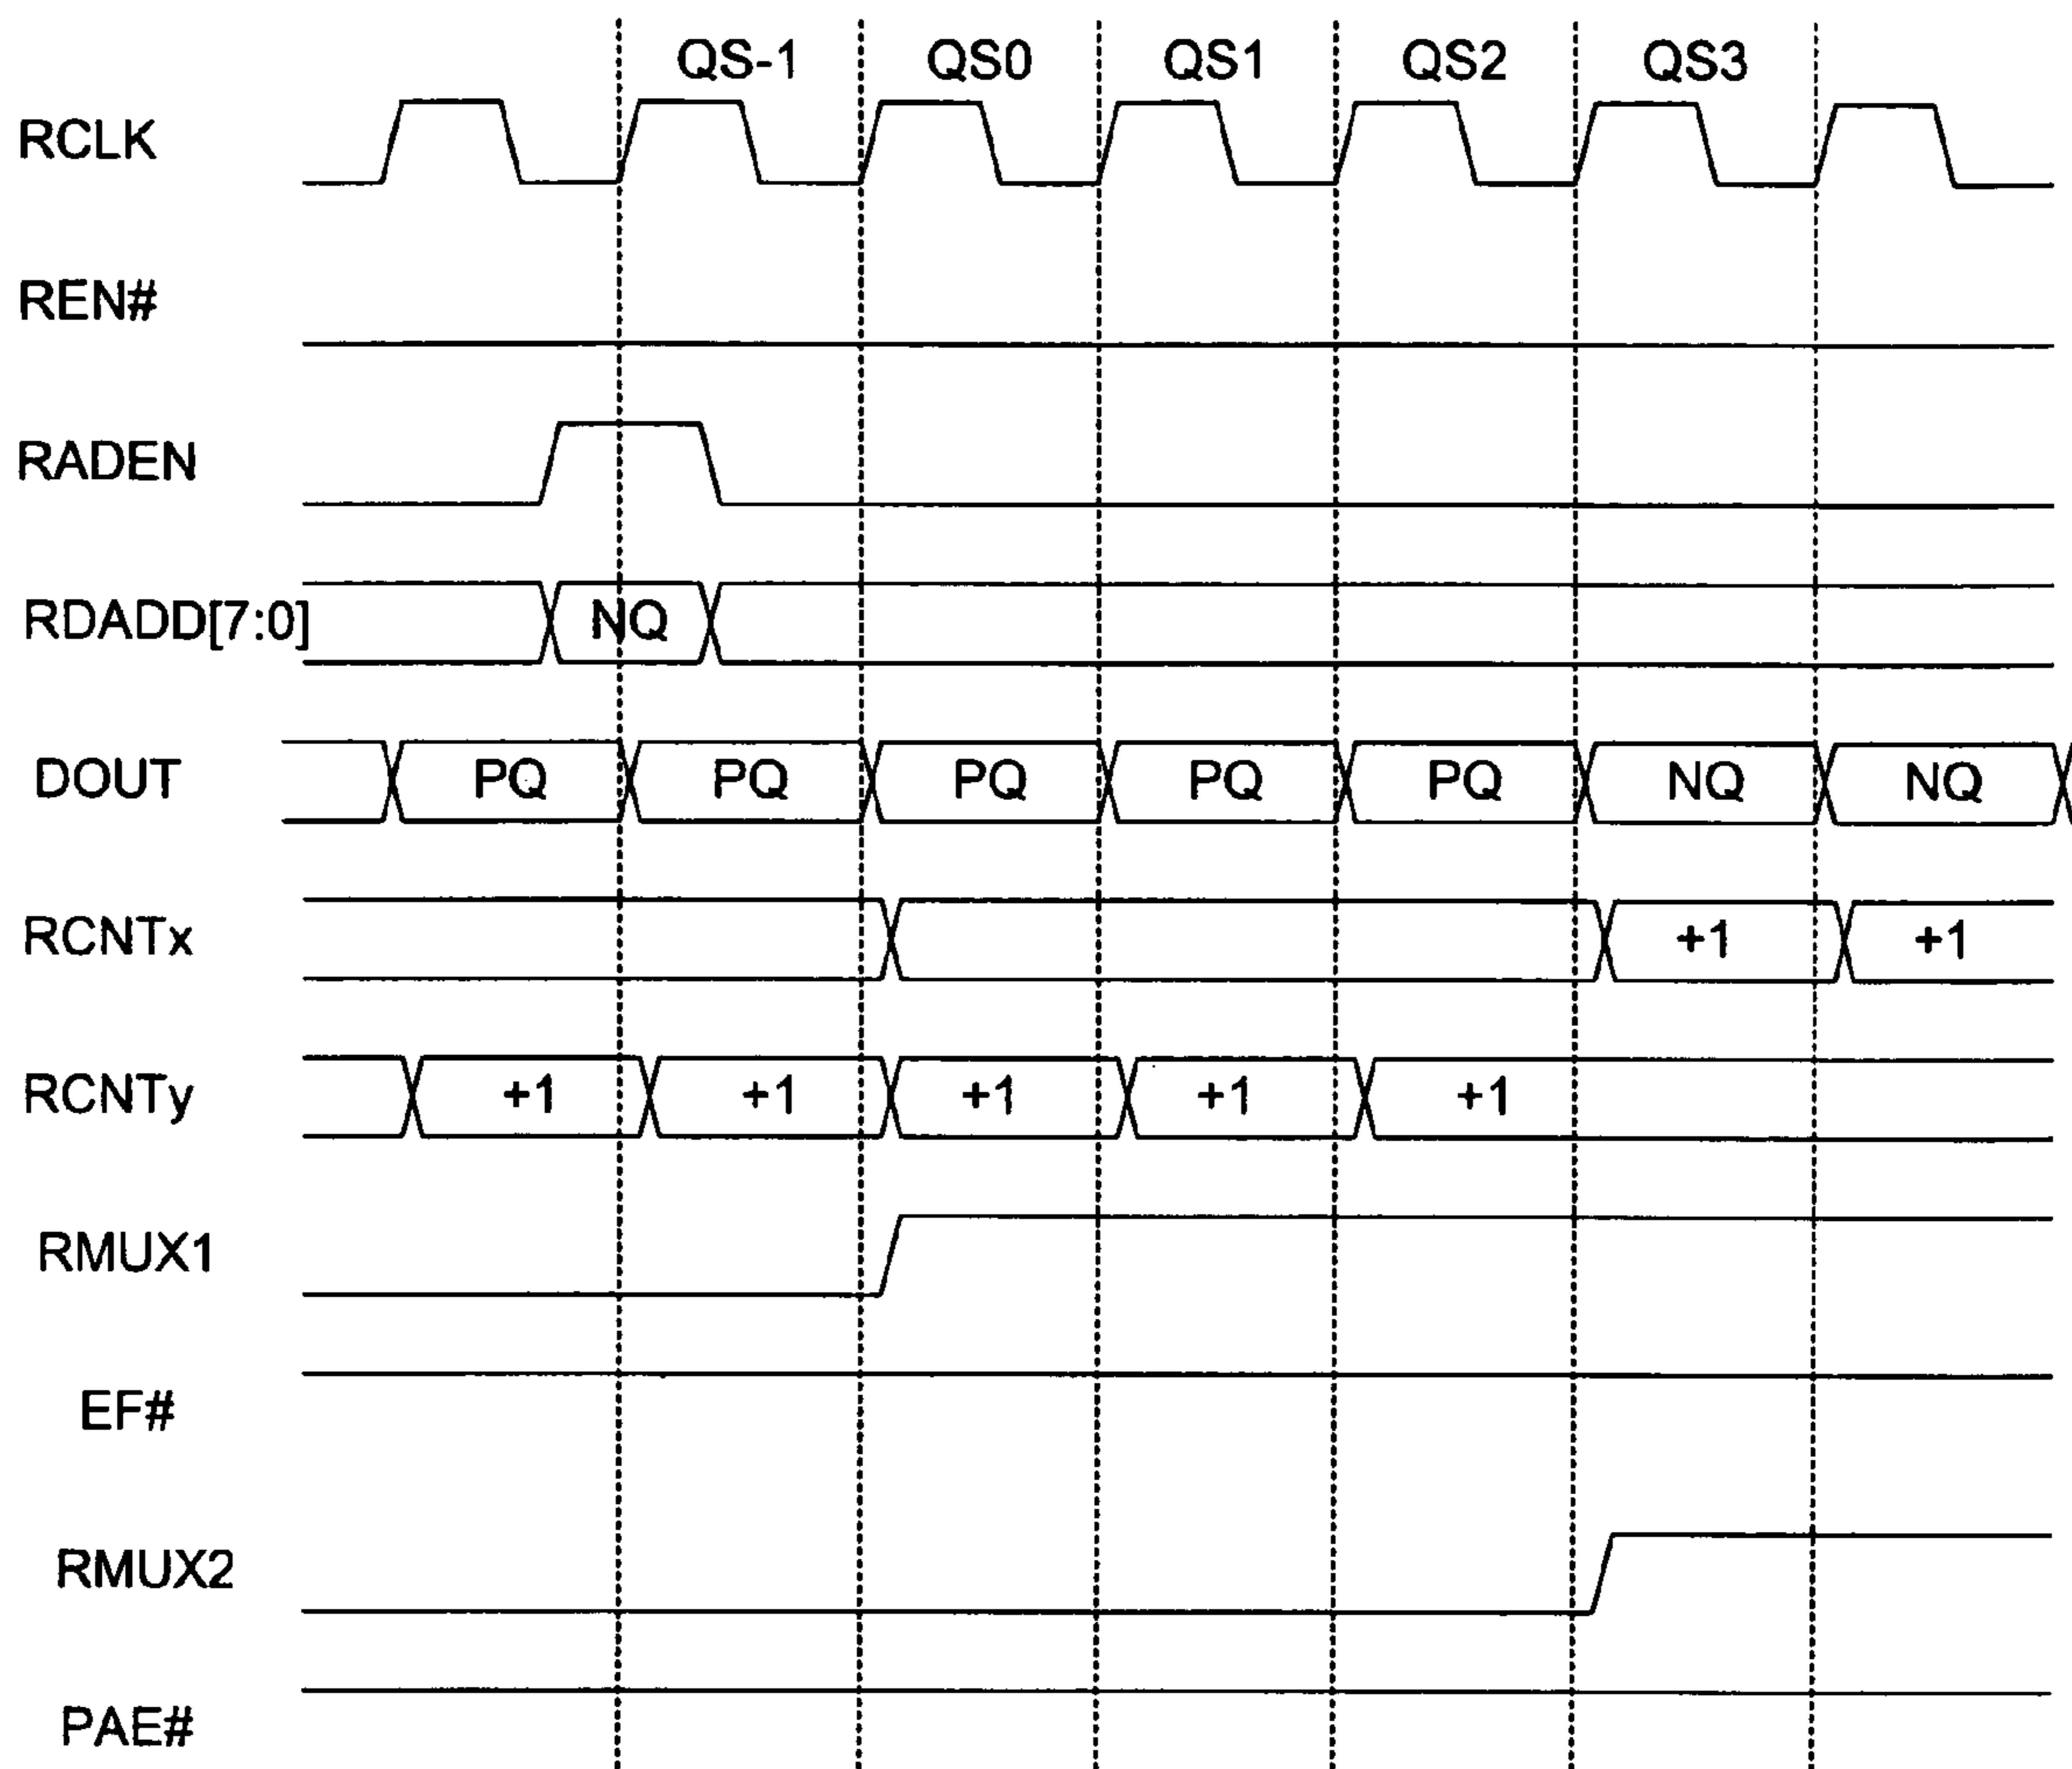 QS-1 QS0 QS1 QS2 QS3
RCLK
REN#
RADEN
RDADD[7:0] NQ
DOUT PQ PQ PQ PQ PQ NQ NQ
RCNTx +1 +1
RCNTy +1 +1 +1 +1 +1
RMUX1
EF#
RMUX2
PAE#